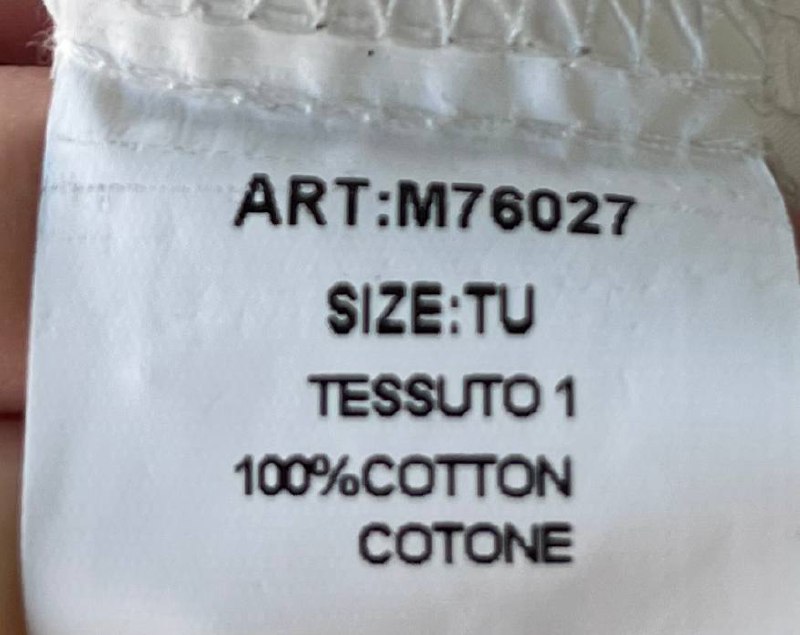 ART:M76027
SIZE:TU
TESSUTO 1
100%COTTON
COTONE